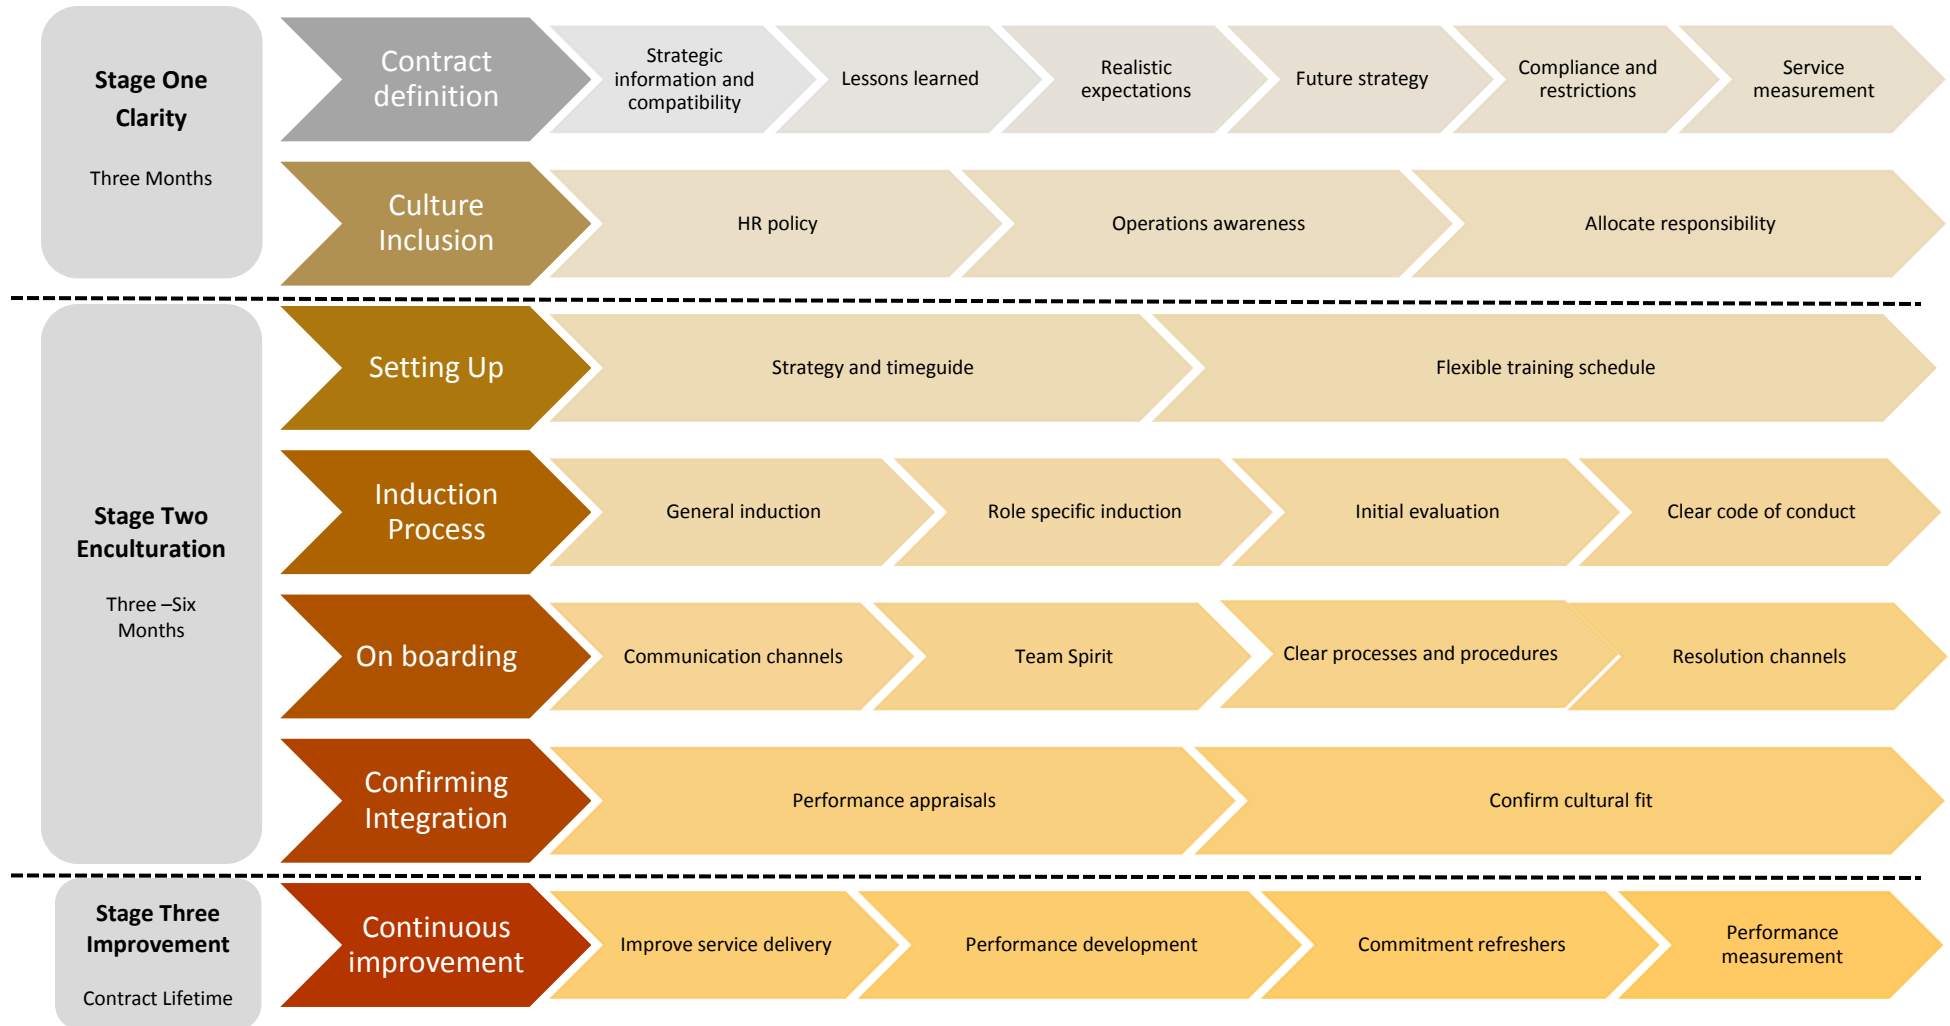 Stage One
Clarity
Three Months
Contract
definition
Strategic
information and
compatibility
Lessons learned
Realistic
expectations
Future strategy
Compliance and
restrictions
Service
measurement
Culture
Inclusion
HR policy
Operations awareness
Allocate responsibility
Stage Two
Enculturation
Three –Six
Months
Setting Up
Strategy and timeguide
Flexible training schedule
Induction
Process
General induction
Role specific induction
Initial evaluation
Clear code of conduct
On boarding
Communication channels
Team Spirit
Clear processes and procedures
Resolution channels
Confirming
Integration
Performance appraisals
Confirm cultural fit
Stage Three
Improvement
Contract Lifetime
Continuous
improvement
Improve service delivery
Performance development
Commitment refreshers
Performance
measurement